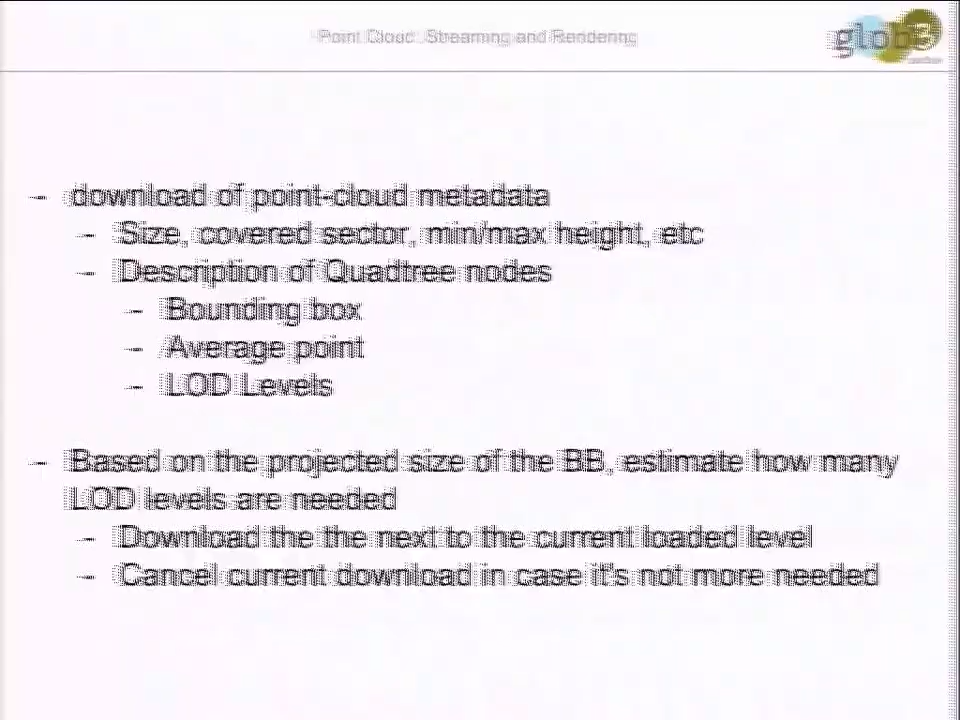 Point Cloud Streaming and Rendering
glob3
- download of point-cloud metadata
- Size, covered sector, min/max height, etc
- Description of Quadtree nodes
- Bounding box
- Average point
- LOD Levels
- Based on the projected size of the BB, estimate how many
LOD levels are needed
- Download the the next to the current loaded level
- Cancel current download in case it's not more needed